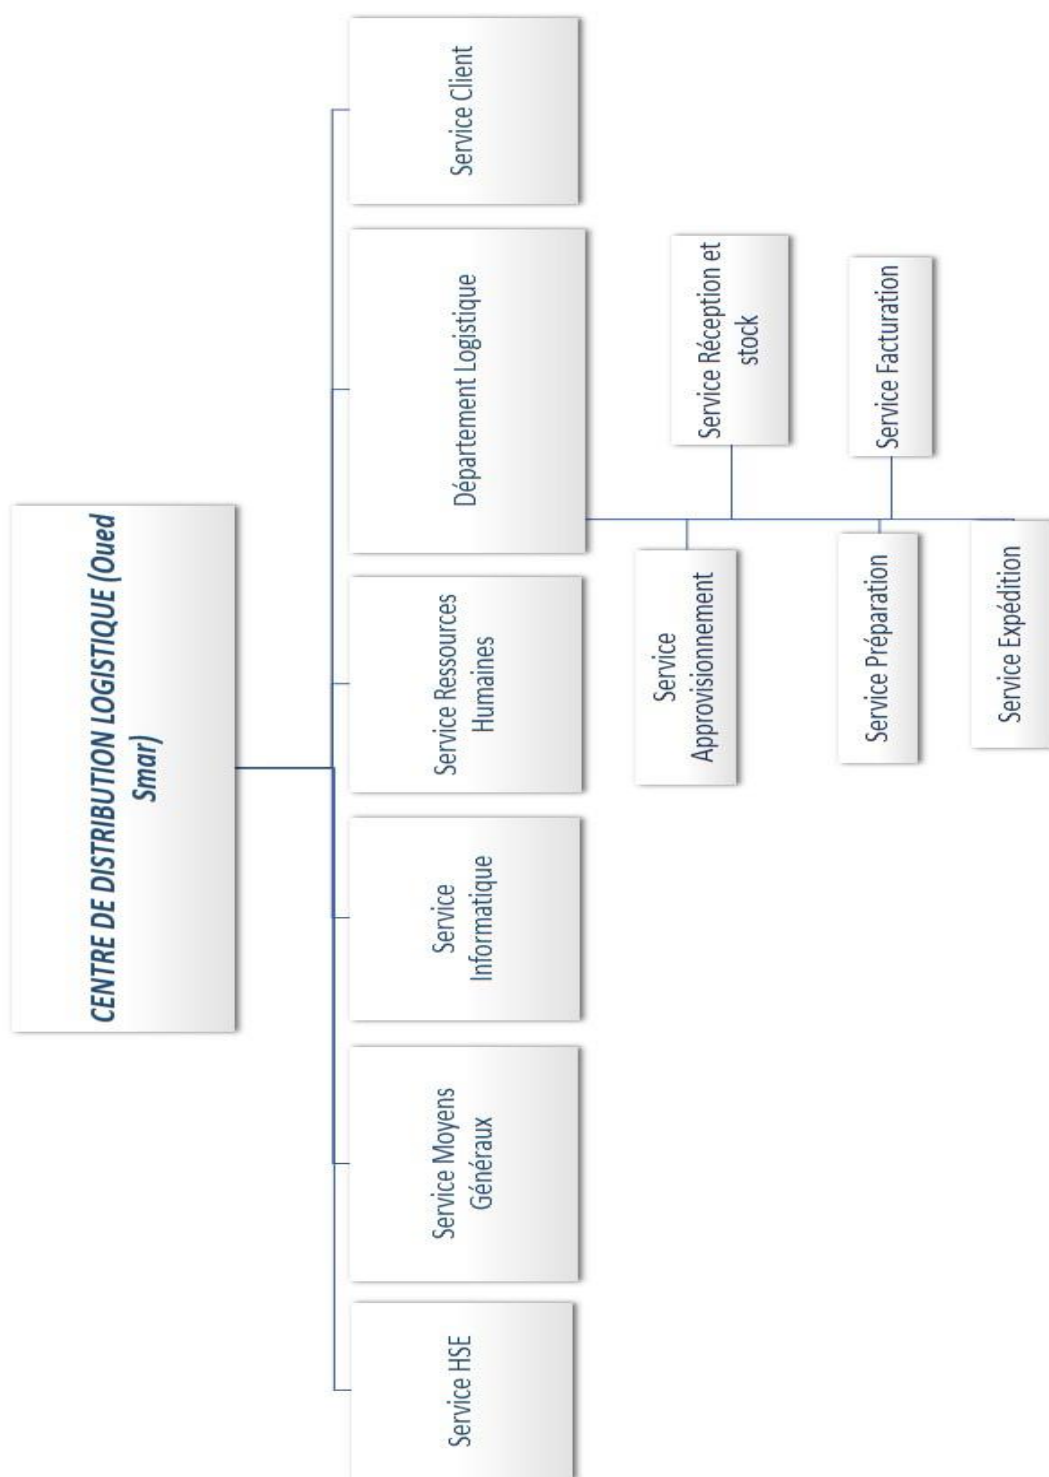 CENTRE DE DISTRIBUTION LOGISTIQUE (Oued
Smar)
Service HSE
Service Moyens
Généraux
Service
Informatique
Service Ressources
Humaines
Département Logistique
Service Client
Service
Approvisionnement
Service Réception et
stock
Service Préparation
Service Facturation
Service Expédition